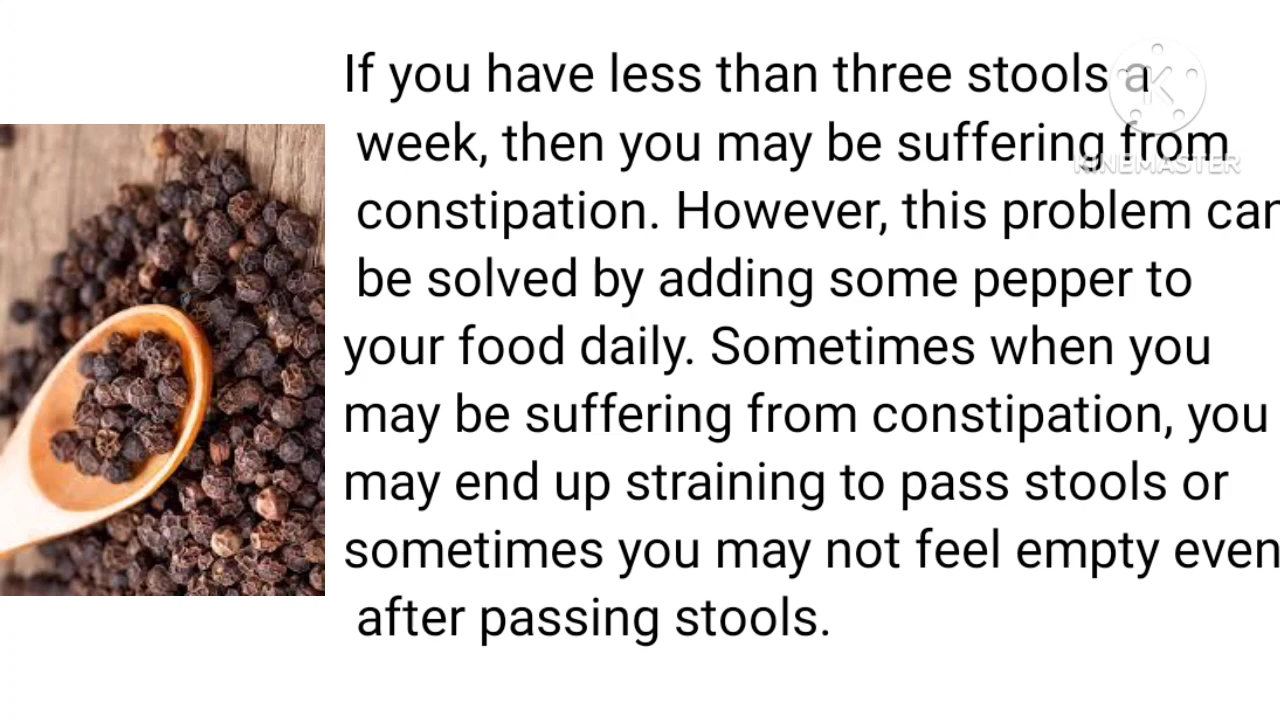 If you have less than three stools a
week, then you may be suffering from
constipation. However, this problem can
be solved by adding some pepper to
your food daily. Sometimes when you
may be suffering from constipation, you
may end up straining to pass stools or
sometimes you may not feel empty even
after passing stools.
KINEMASTER